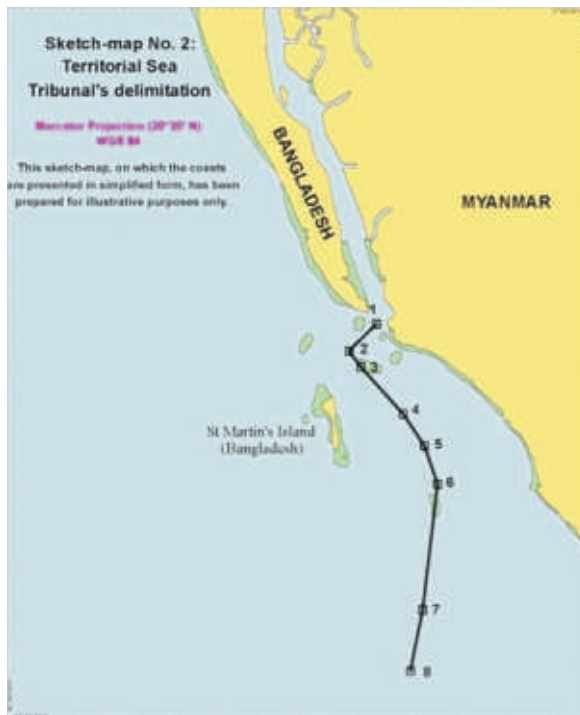 Sketch-map No. 2:
Territorial Sea
Tribunal's delimitation
Mercator Projection (20°20' N)
WGS 84
This sketch-map, on which the coasts
are presented in simplified form, has been
prepared for illustrative purposes only.
BANGLADESH
MYANMAR
1
2
3
4
St Martin's Island
(Bangladesh)
5
6
7
8